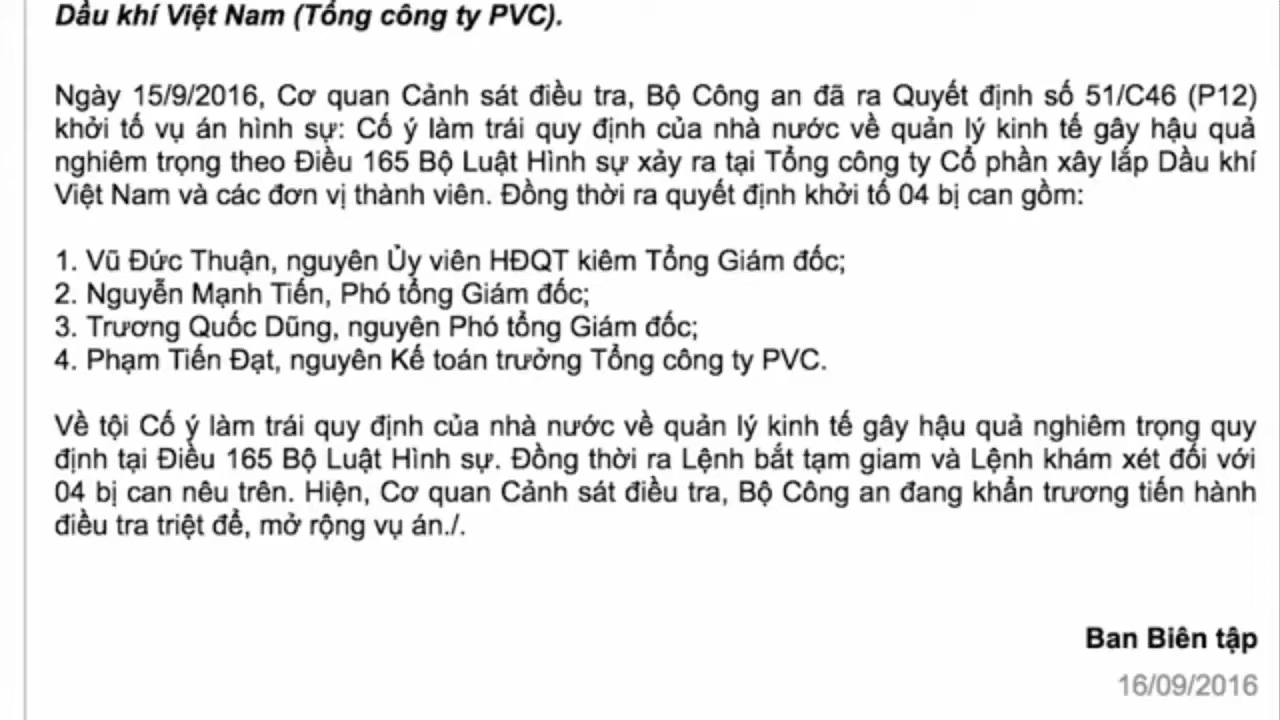 Dầu khí Việt Nam (Tổng công ty PVC).
Ngày 15/9/2016, Cơ quan Cảnh sát điều tra, Bộ Công an đã ra Quyết định số 51/C46 (P12)
khởi tố vụ án hình sự: Cố ý làm trái quy định của nhà nước về quản lý kinh tế gây hậu quả
nghiêm trọng theo Điều 165 Bộ Luật Hình sự xảy ra tại Tổng công ty Cổ phần xây lắp Dầu khí
Việt Nam và các đơn vị thành viên. Đồng thời ra quyết định khởi tố 04 bị can gồm:
1. Vũ Đức Thuận, nguyên Ủy viên HĐQT kiêm Tổng Giám đốc;
2. Nguyễn Mạnh Tiến, Phó tổng Giám đốc;
3. Trương Quốc Dũng, nguyên Phó tổng Giám đốc;
4. Phạm Tiến Đạt, nguyên Kế toán trưởng Tổng công ty PVC.
Về tội Cố ý làm trái quy định của nhà nước về quản lý kinh tế gây hậu quả nghiêm trọng quy
định tại Điều 165 Bộ Luật Hình sự. Đồng thời ra Lệnh bắt tạm giam và Lệnh khám xét đối với
04 bị can nêu trên. Hiện, Cơ quan Cảnh sát điều tra, Bộ Công an đang khẩn trương tiến hành
điều tra triệt để, mở rộng vụ án./.
Ban Biên tập
16/09/2016